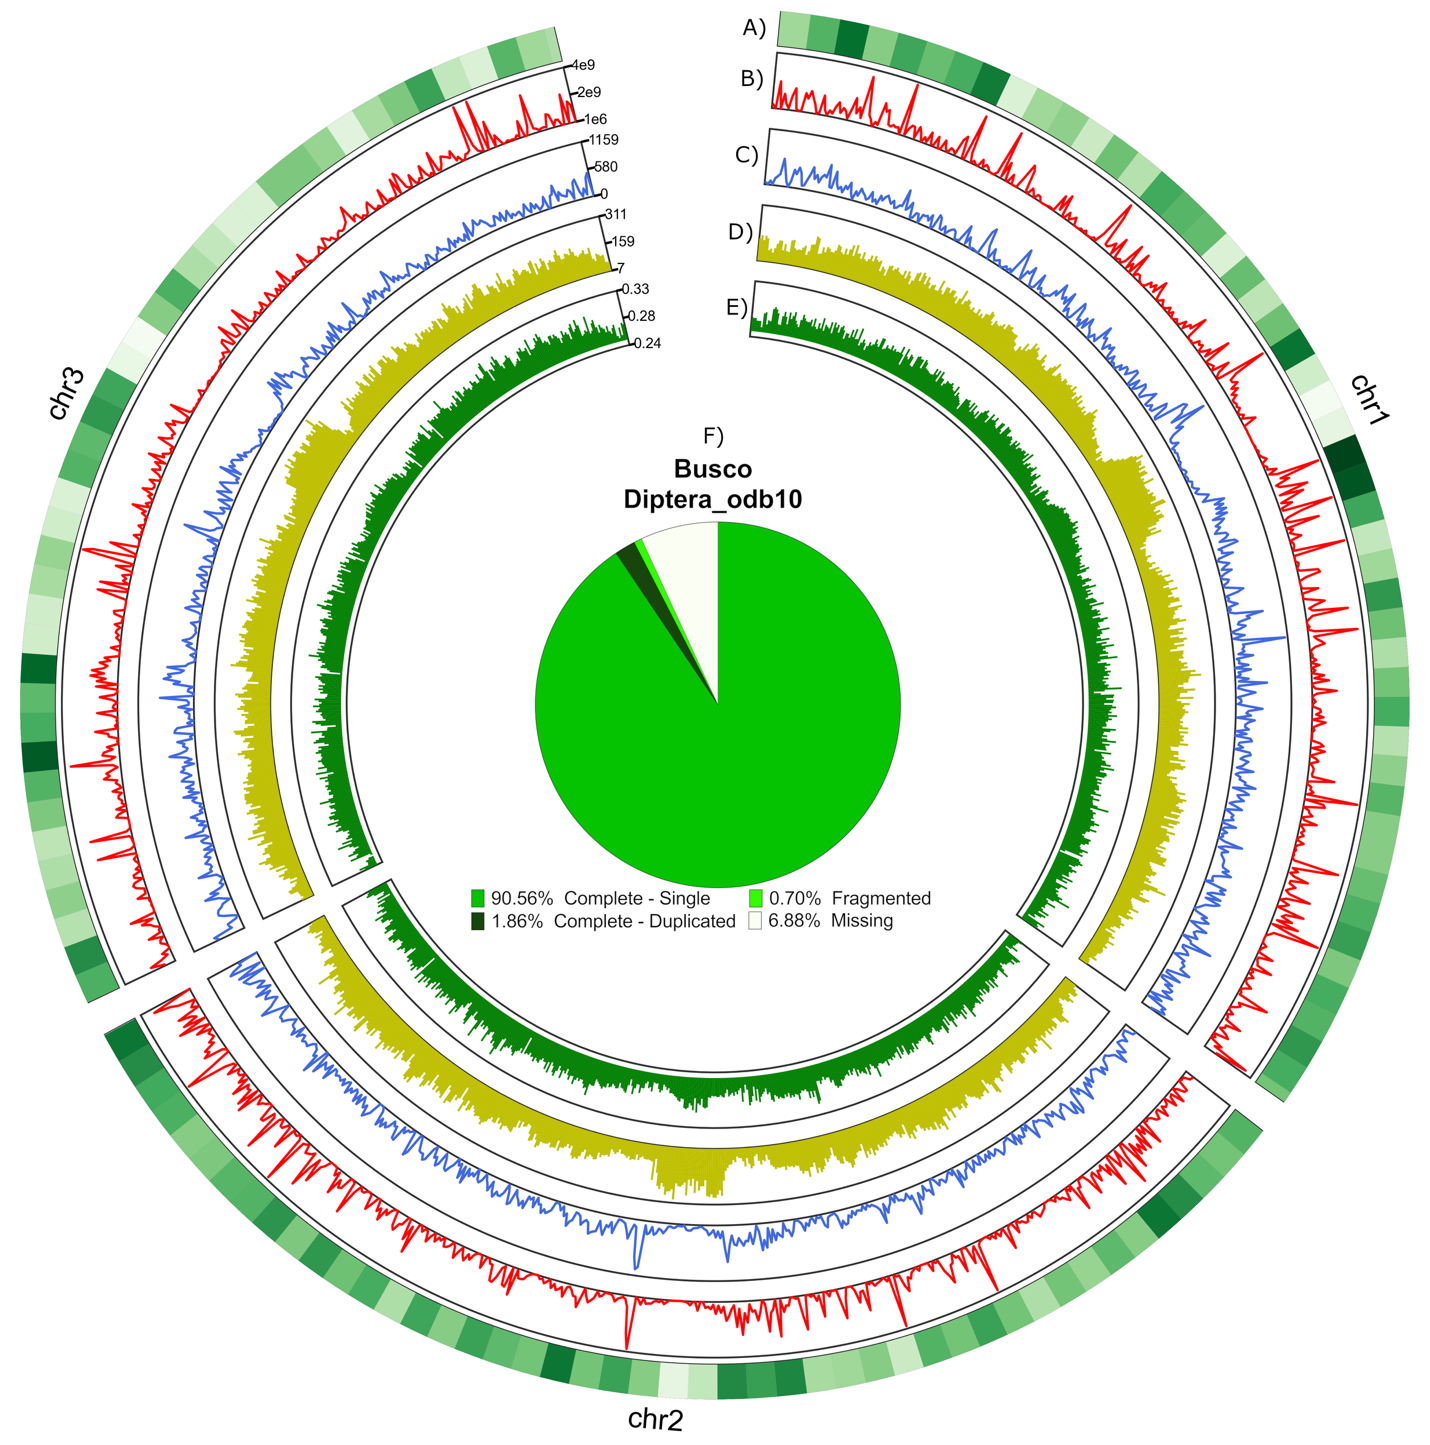 A)
B)
C)
D)
E)
4e9
2e9
1e6
1159
580
0
311
159
7
0.33
0.28
0.24
chr3
chr1
F)
Busco
Diptera_odb10
90.56% Complete - Single
0.70% Fragmented
1.86% Complete - Duplicated
6.88% Missing
chr2